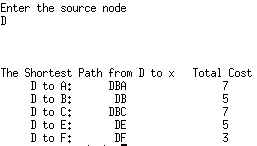 Enter the source node
D
The Shortest Path from D to x Total Cost
D to A: DBA 7
D to B: DB 5
D to C: DBC 7
D to E: DE 5
D to F: DF 3